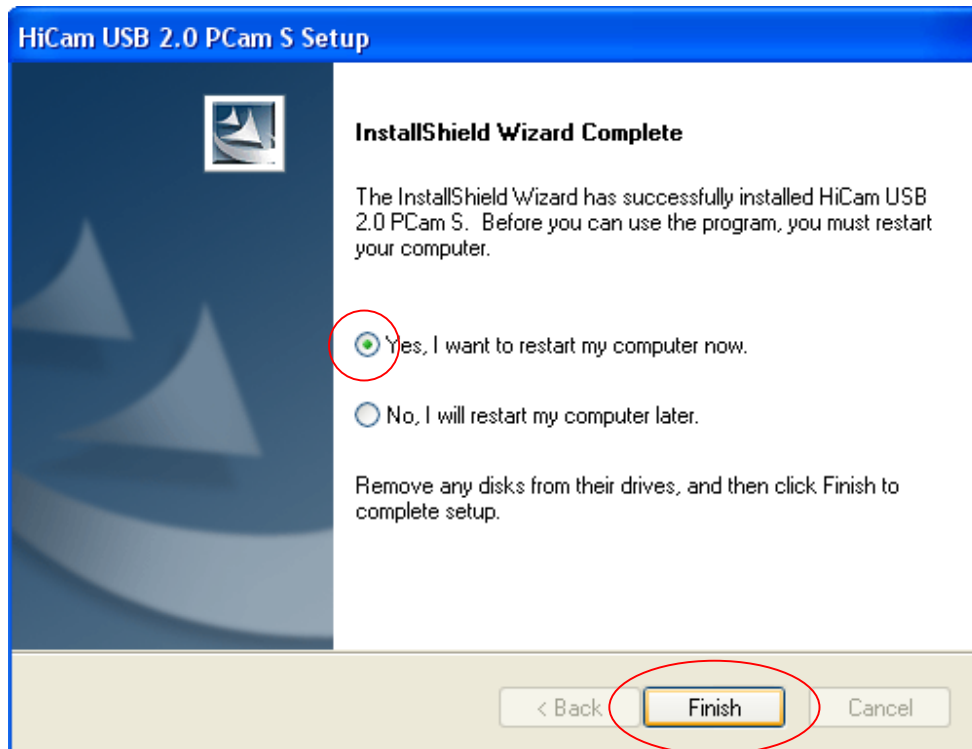 HiCam USB 2.0 PCam S Setup
InstallShield Wizard Complete
The InstallShield Wizard has successfully installed HiCam USB
2.0 PCam S.  Before you can use the program, you must restart
your computer.
Yes, I want to restart my computer now.
No, I will restart my computer later.
Remove any disks from their drives, and then click Finish to
complete setup.
< Back
Finish
Cancel